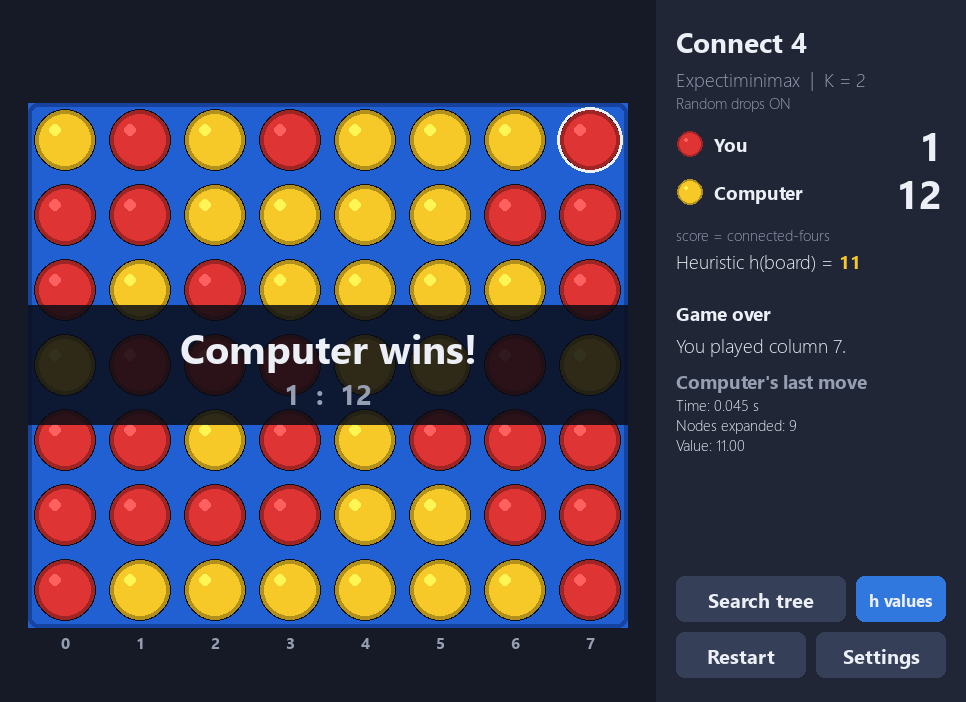 Connect 4
Expectiminimax | K = 2
Random drops ON
You 1
Computer 12
score = connected-fours
Heuristic h(board) = 11
Game over
You played column 7.
Computer's last move
Time: 0.045 s
Nodes expanded: 9
Value: 11.00
Computer wins!
1 : 12
0 1 2 3 4 5 6 7
Search tree h values
Restart Settings